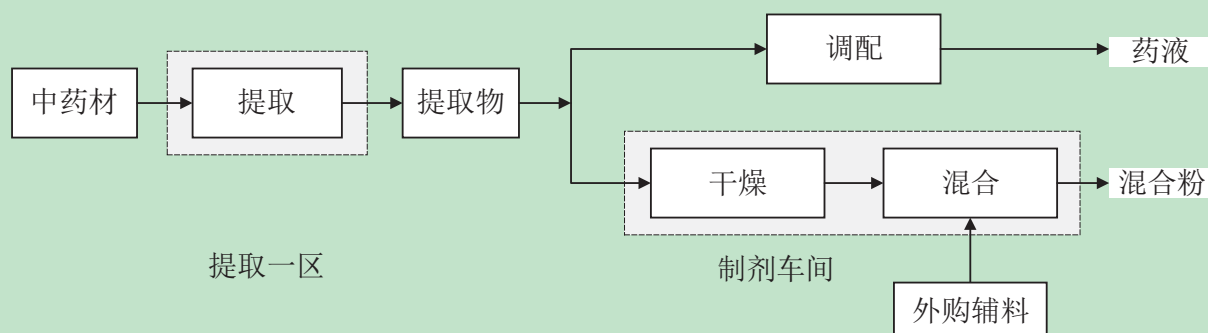 调配
药液
中药材
提取
提取物
干燥
混合
混合粉
提取一区
制剂车间
外购辅料